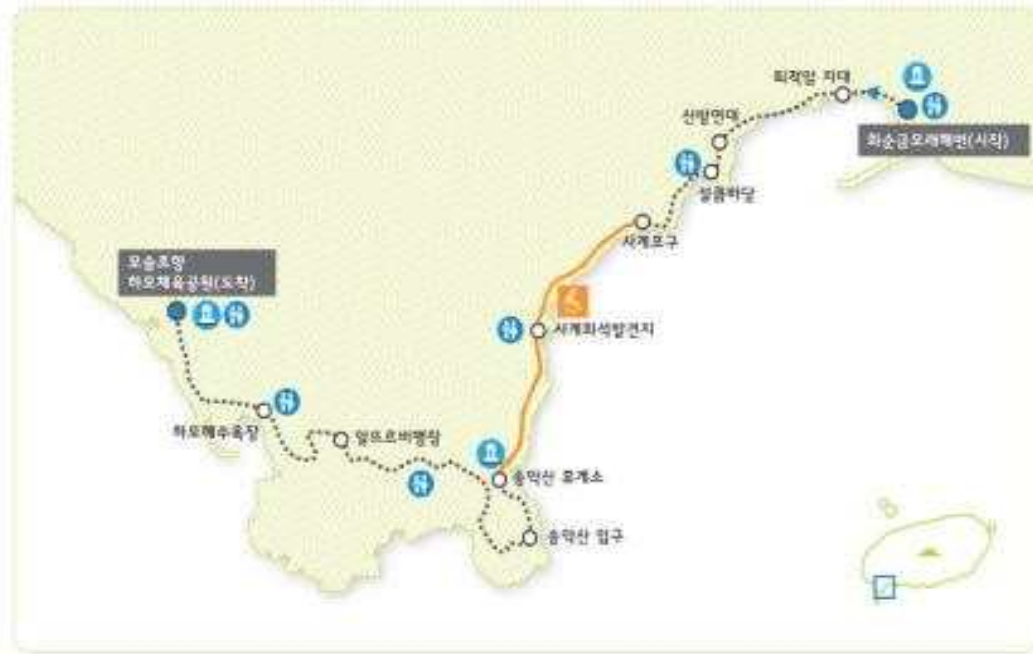 퇴적암 지대
화순금모래해변(시작)
산방연대
설쿰바당
사계포구
사계화석발견지
송악산 휴게소
송악산 입구
알뜨르비행장
하모해수욕장
모슬포항
하모체육공원(도착)